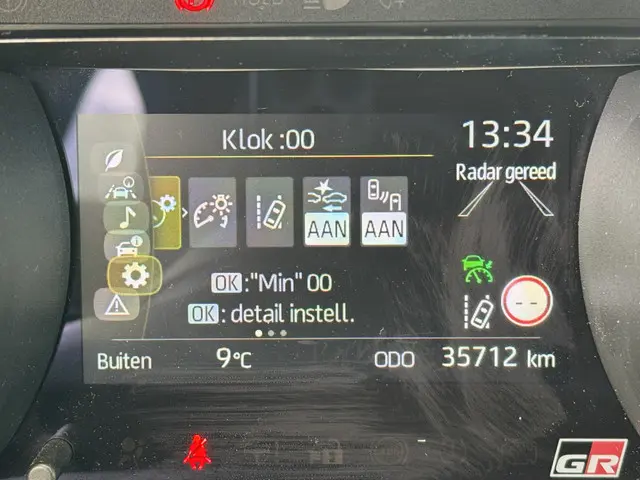 Klok :00
13:34
Radar gereed
AAN
AAN
OK :"Min" 00
OK : detail instell.
- -
Buiten 9°C ODO 35712 km
GR